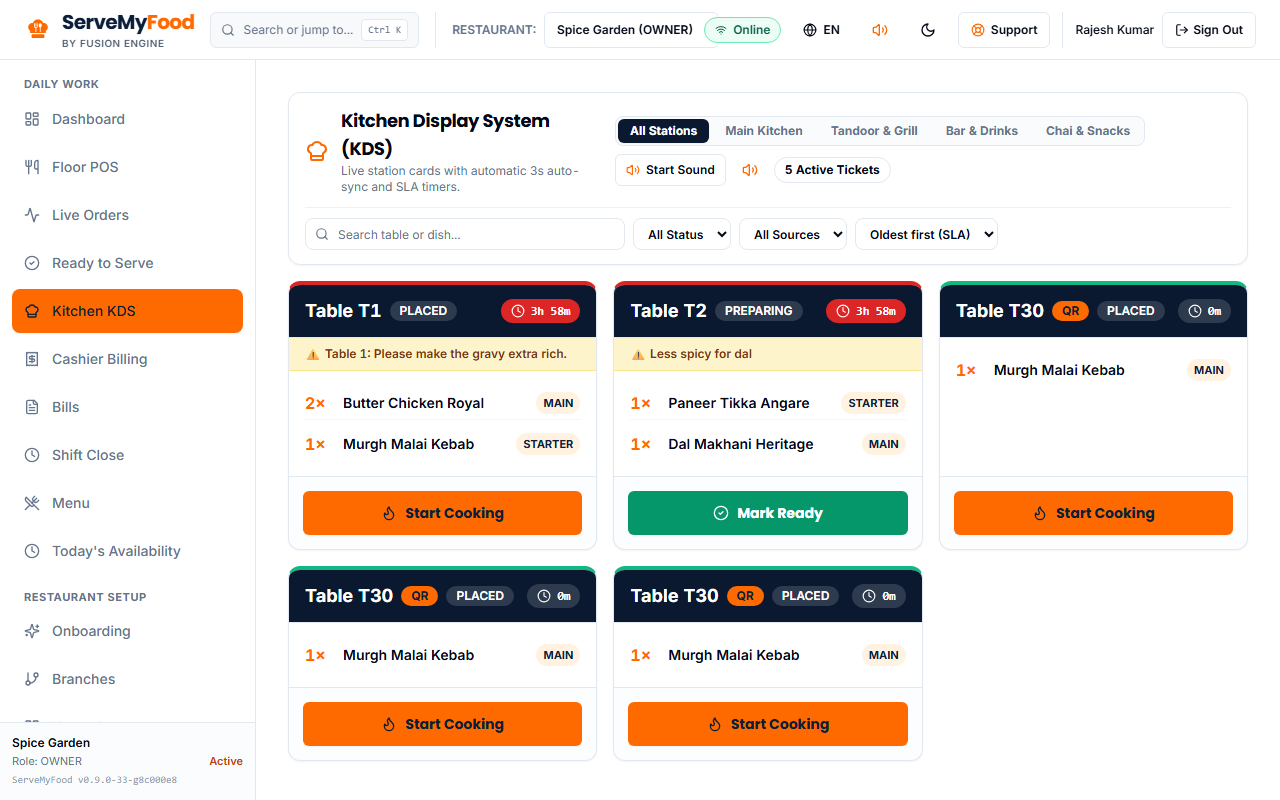 ServeMyFood
BY FUSION ENGINE
Search or jump to... Ctrl K
RESTAURANT:
Spice Garden (OWNER)
Online
EN
Support
Rajesh Kumar
Sign Out
DAILY WORK
Dashboard
Floor POS
Live Orders
Ready to Serve
Kitchen KDS
Cashier Billing
Bills
Shift Close
Menu
Today's Availability
RESTAURANT SETUP
Onboarding
Branches
Spice Garden
Role: OWNER Active
ServeMyFood v0.9.0-33-g8c000e8
Kitchen Display System
(KDS)
Live station cards with automatic 3s auto-
sync and SLA timers.
All Stations Main Kitchen Tandoor & Grill Bar & Drinks Chai & Snacks
Start Sound
5 Active Tickets
Search table or dish...
All Status
All Sources
Oldest first (SLA)
Table T1 PLACED 3h 58m
Table 1: Please make the gravy extra rich.
2× Butter Chicken Royal MAIN
1× Murgh Malai Kebab STARTER
Start Cooking
Table T2 PREPARING 3h 58m
Less spicy for dal
1× Paneer Tikka Angare STARTER
1× Dal Makhani Heritage MAIN
Mark Ready
Table T30 QR PLACED 0m
1× Murgh Malai Kebab MAIN
Start Cooking
Table T30 QR PLACED 0m
1× Murgh Malai Kebab MAIN
Start Cooking
Table T30 QR PLACED 0m
1× Murgh Malai Kebab MAIN
Start Cooking